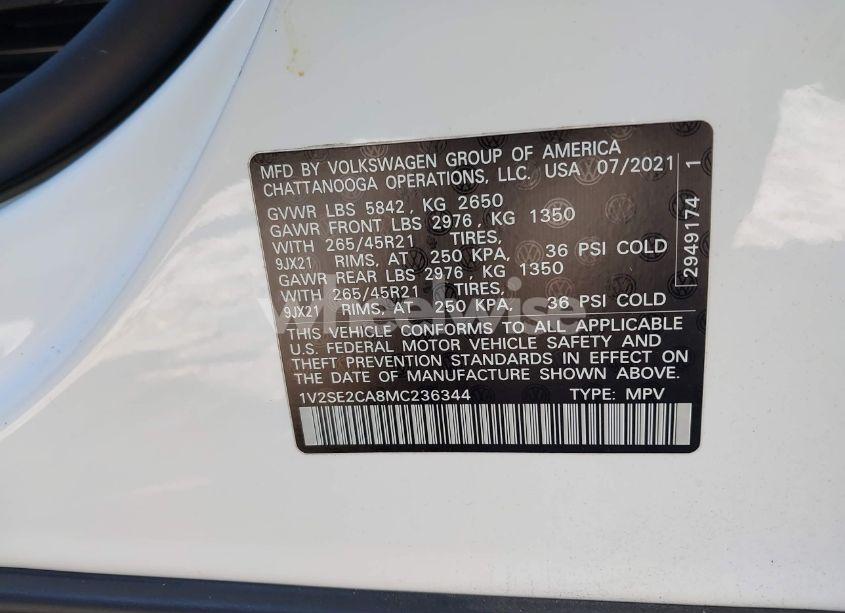 MFD BY VOLKSWAGEN GROUP OF AMERICA
CHATTANOOGA OPERATIONS, LLC. USA 07/2021
GVWR LBS 5842, KG 2650
GAWR FRONT LBS 2976, KG 1350
WITH 265/45R21 TIRES,
9JX21 RIMS, AT 250 KPA, 36 PSI COLD
GAWR REAR LBS 2976, KG 1350
WITH 265/45R21 TIRES,
9JX21 RIMS, AT 250 KPA, 36 PSI COLD
THIS VEHICLE CONFORMS TO ALL APPLICABLE
U.S. FEDERAL MOTOR VEHICLE SAFETY AND
THEFT PREVENTION STANDARDS IN EFFECT ON
THE DATE OF MANUFACTURE SHOWN ABOVE.
1V2SE2CA8MC236344 TYPE: MPV
2949174 1
wheelwise